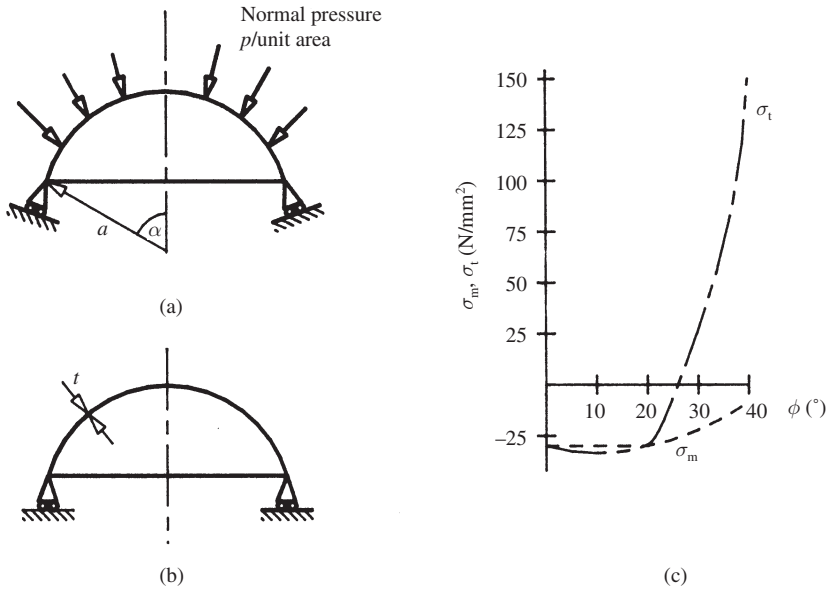 Normal pressure
p/unit area
a
α
(a)
t
(b)
σm, σt (N/mm²)
150
125
100
75
50
25
–25
10
20
30
40
ϕ (°)
σt
σm
(c)